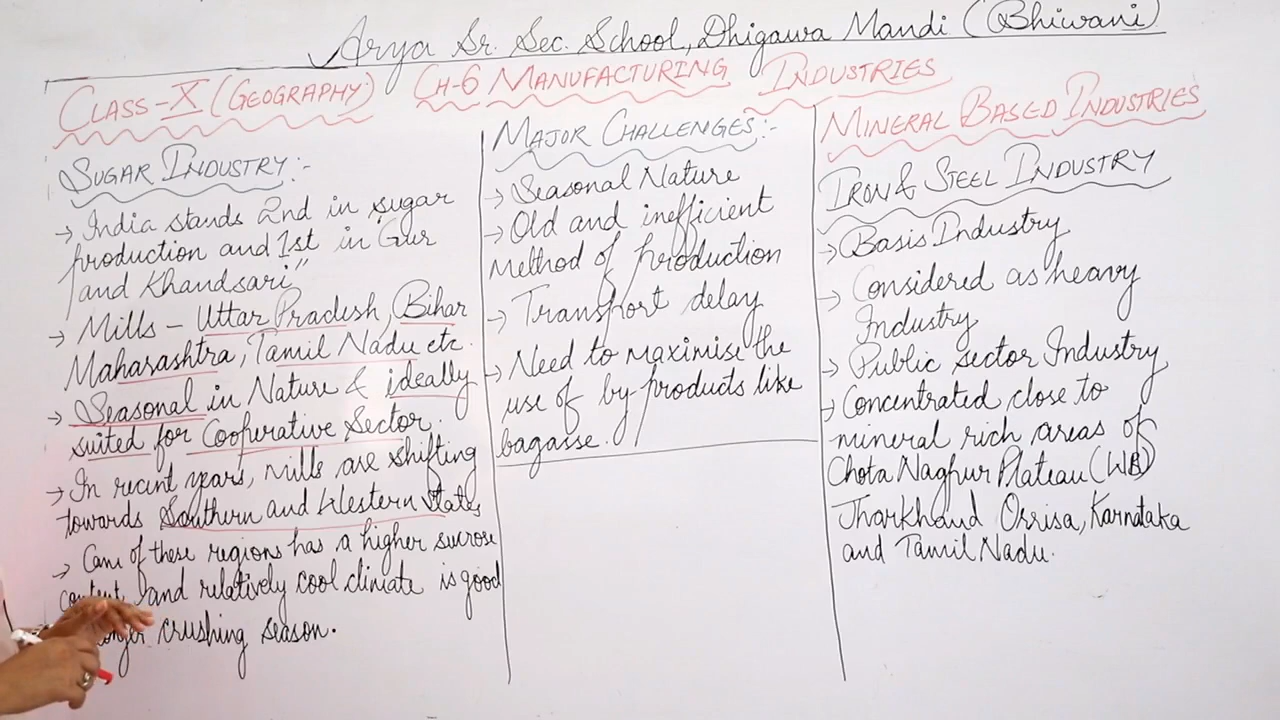 Arya Sr. Sec. School, Dhigawa Mandi (Bhiwani)
CLASS-X (GEOGRAPHY) CH-6 MANUFACTURING INDUSTRIES
SUGAR INDUSTRY:-
→ India stands 2nd in sugar
production and 1st in "Gur
and Khandsari"
→ Mills - Uttar Pradesh, Bihar
Maharashtra, Tamil Nadu etc.
→ Seasonal in Nature & ideally
suited for Cooperative Sector.
→ In recent years, mills are shifting
towards Southern and Western States
→ Cane of these regions has a higher sucrose
content and relatively cool climate is good
longer crushing season.
MAJOR CHALLENGES:-
→ Seasonal Nature
→ Old and inefficient
Method of production
→ Transport delay
→ Need to maximise the
use of by-products like
bagasse.
MINERAL BASED INDUSTRIES
IRON & STEEL INDUSTRY
→ Basis Industry
→ Considered as heavy
Industry
→ Public sector Industry
→ Concentrated close to
mineral rich areas of
Chota Nagpur Plateau (WB)
Jharkhand Orrisa, Karnataka
and Tamil Nadu.